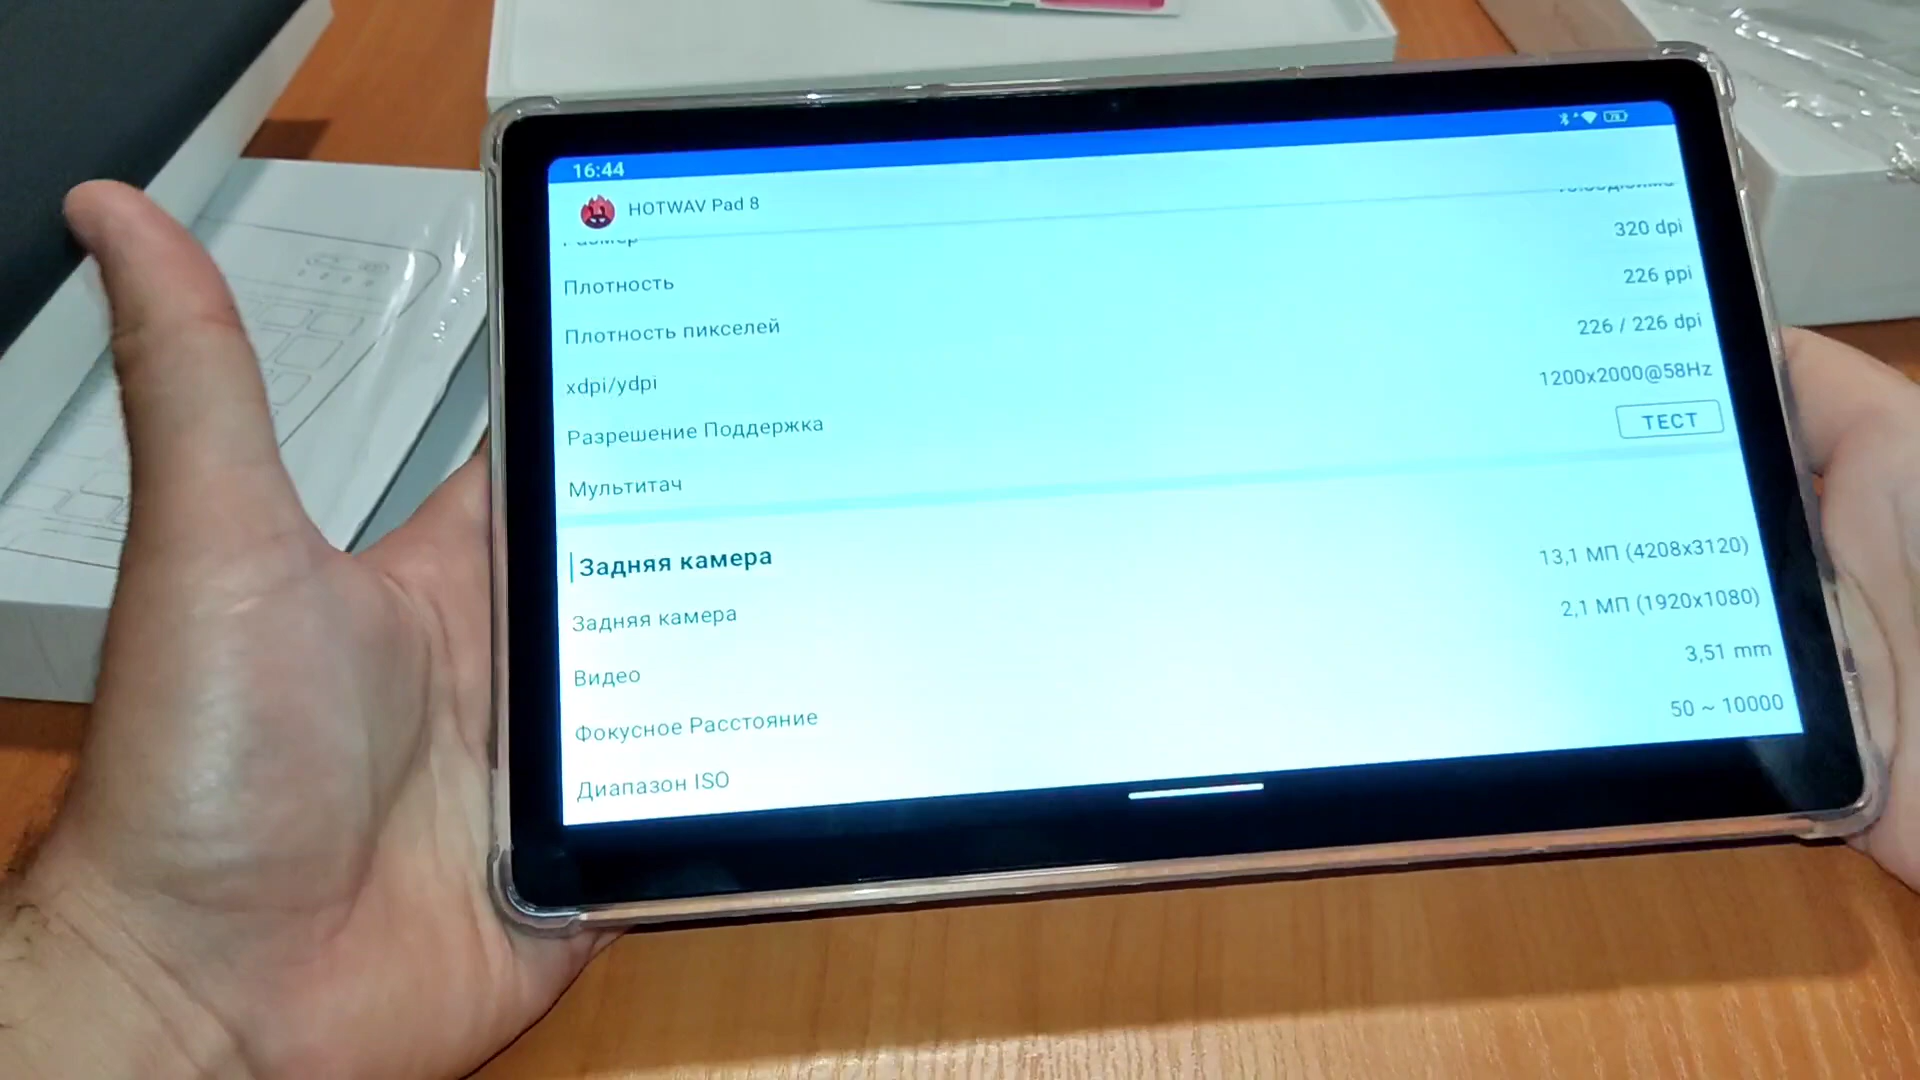 16:44
HOTWAV Pad 8
Размер
Плотность 320 dpi
Плотность пикселей 226 ppi
xdpi/ydpi 226 / 226 dpi
Разрешение Поддержка 1200x2000@58Hz
Мультитач ТЕСТ
Задняя камера
Задняя камера 13,1 МП (4208x3120)
Видео 2,1 МП (1920x1080)
Фокусное Расстояние 3,51 mm
Диапазон ISO 50 ~ 10000